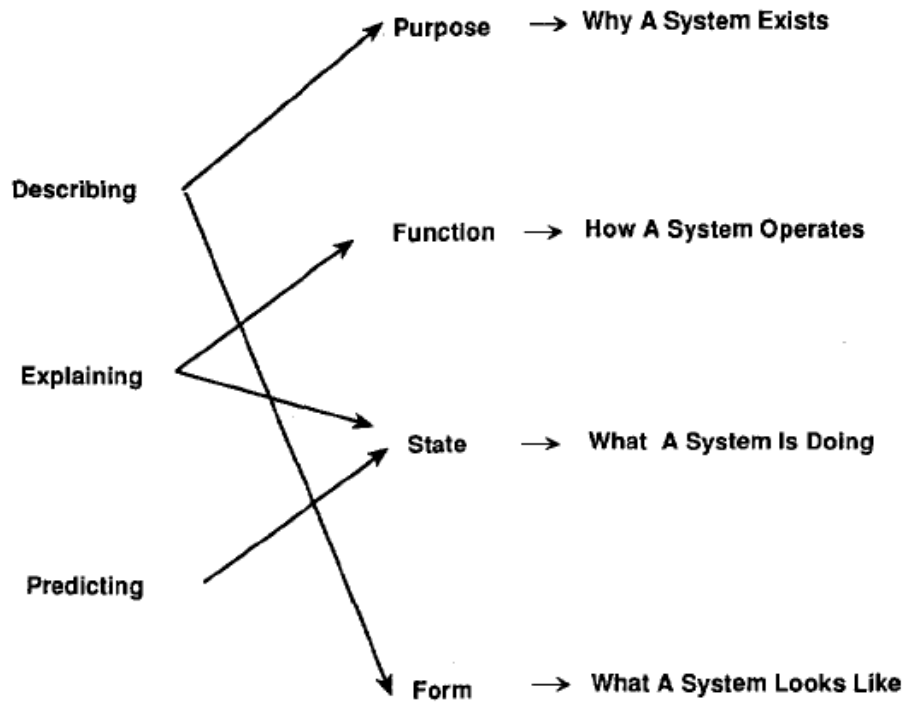 Purpose → Why A System Exists
Describing
Function → How A System Operates
Explaining
State → What A System Is Doing
Predicting
Form → What A System Looks Like